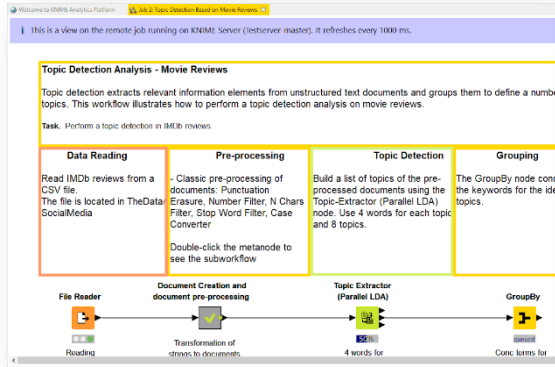 Welcome to KNIME Analytics Platform
Job 2: Topic Detection Based on Movie Reviews
This is a view on the remote job running on KNIME Server (Testserver-master). It refreshes every 1000 ms.
Topic Detection Analysis - Movie Reviews
Topic detection extracts relevant information elements from unstructured text documents and groups them to define a numbe
topics. This workflow illustrates how to perform a topic detection analysis on movie reviews.
Task. Perform a topic detection in IMDb reviews.
Data Reading
Read IMDb reviews from a
CSV file.
The file is located in TheData/
SocialMedia
Pre-processing
- Classic pre-processing of
documents: Punctuation
Erasure, Number Filter, N Chars
Filter, Stop Word Filter, Case
Converter
Double-click the metanode to
see the subworkflow
Topic Detection
Build a list of topics of the pre-
processed documents using the
Topic-Extractor (Parallel LDA)
node. Use 4 words for each topic
and 8 topics.
Grouping
The GroupBy node conc
the keywords for the ide
topics.
File Reader
Reading
Document Creation and
document pre-processing
Transformation of
strings to documents
Topic Extractor
(Parallel LDA)
4 words for
GroupBy
queued
Conc terms for